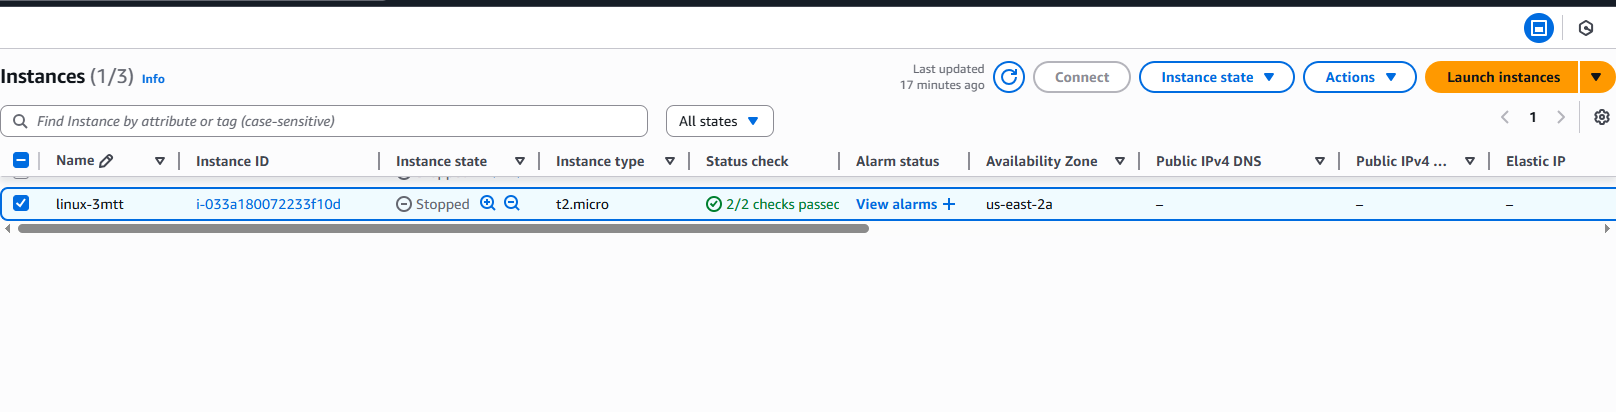 Instances (1/3) Info
Last updated
17 minutes ago
Connect
Instance state
Actions
Launch instances
Find Instance by attribute or tag (case-sensitive)
All states
1
Name Instance ID Instance state Instance type Status check Alarm status Availability Zone Public IPv4 DNS Public IPv4 ... Elastic IP
linux-3mtt i-033a180072233f10d Stopped t2.micro 2/2 checks passec View alarms + us-east-2a – – –